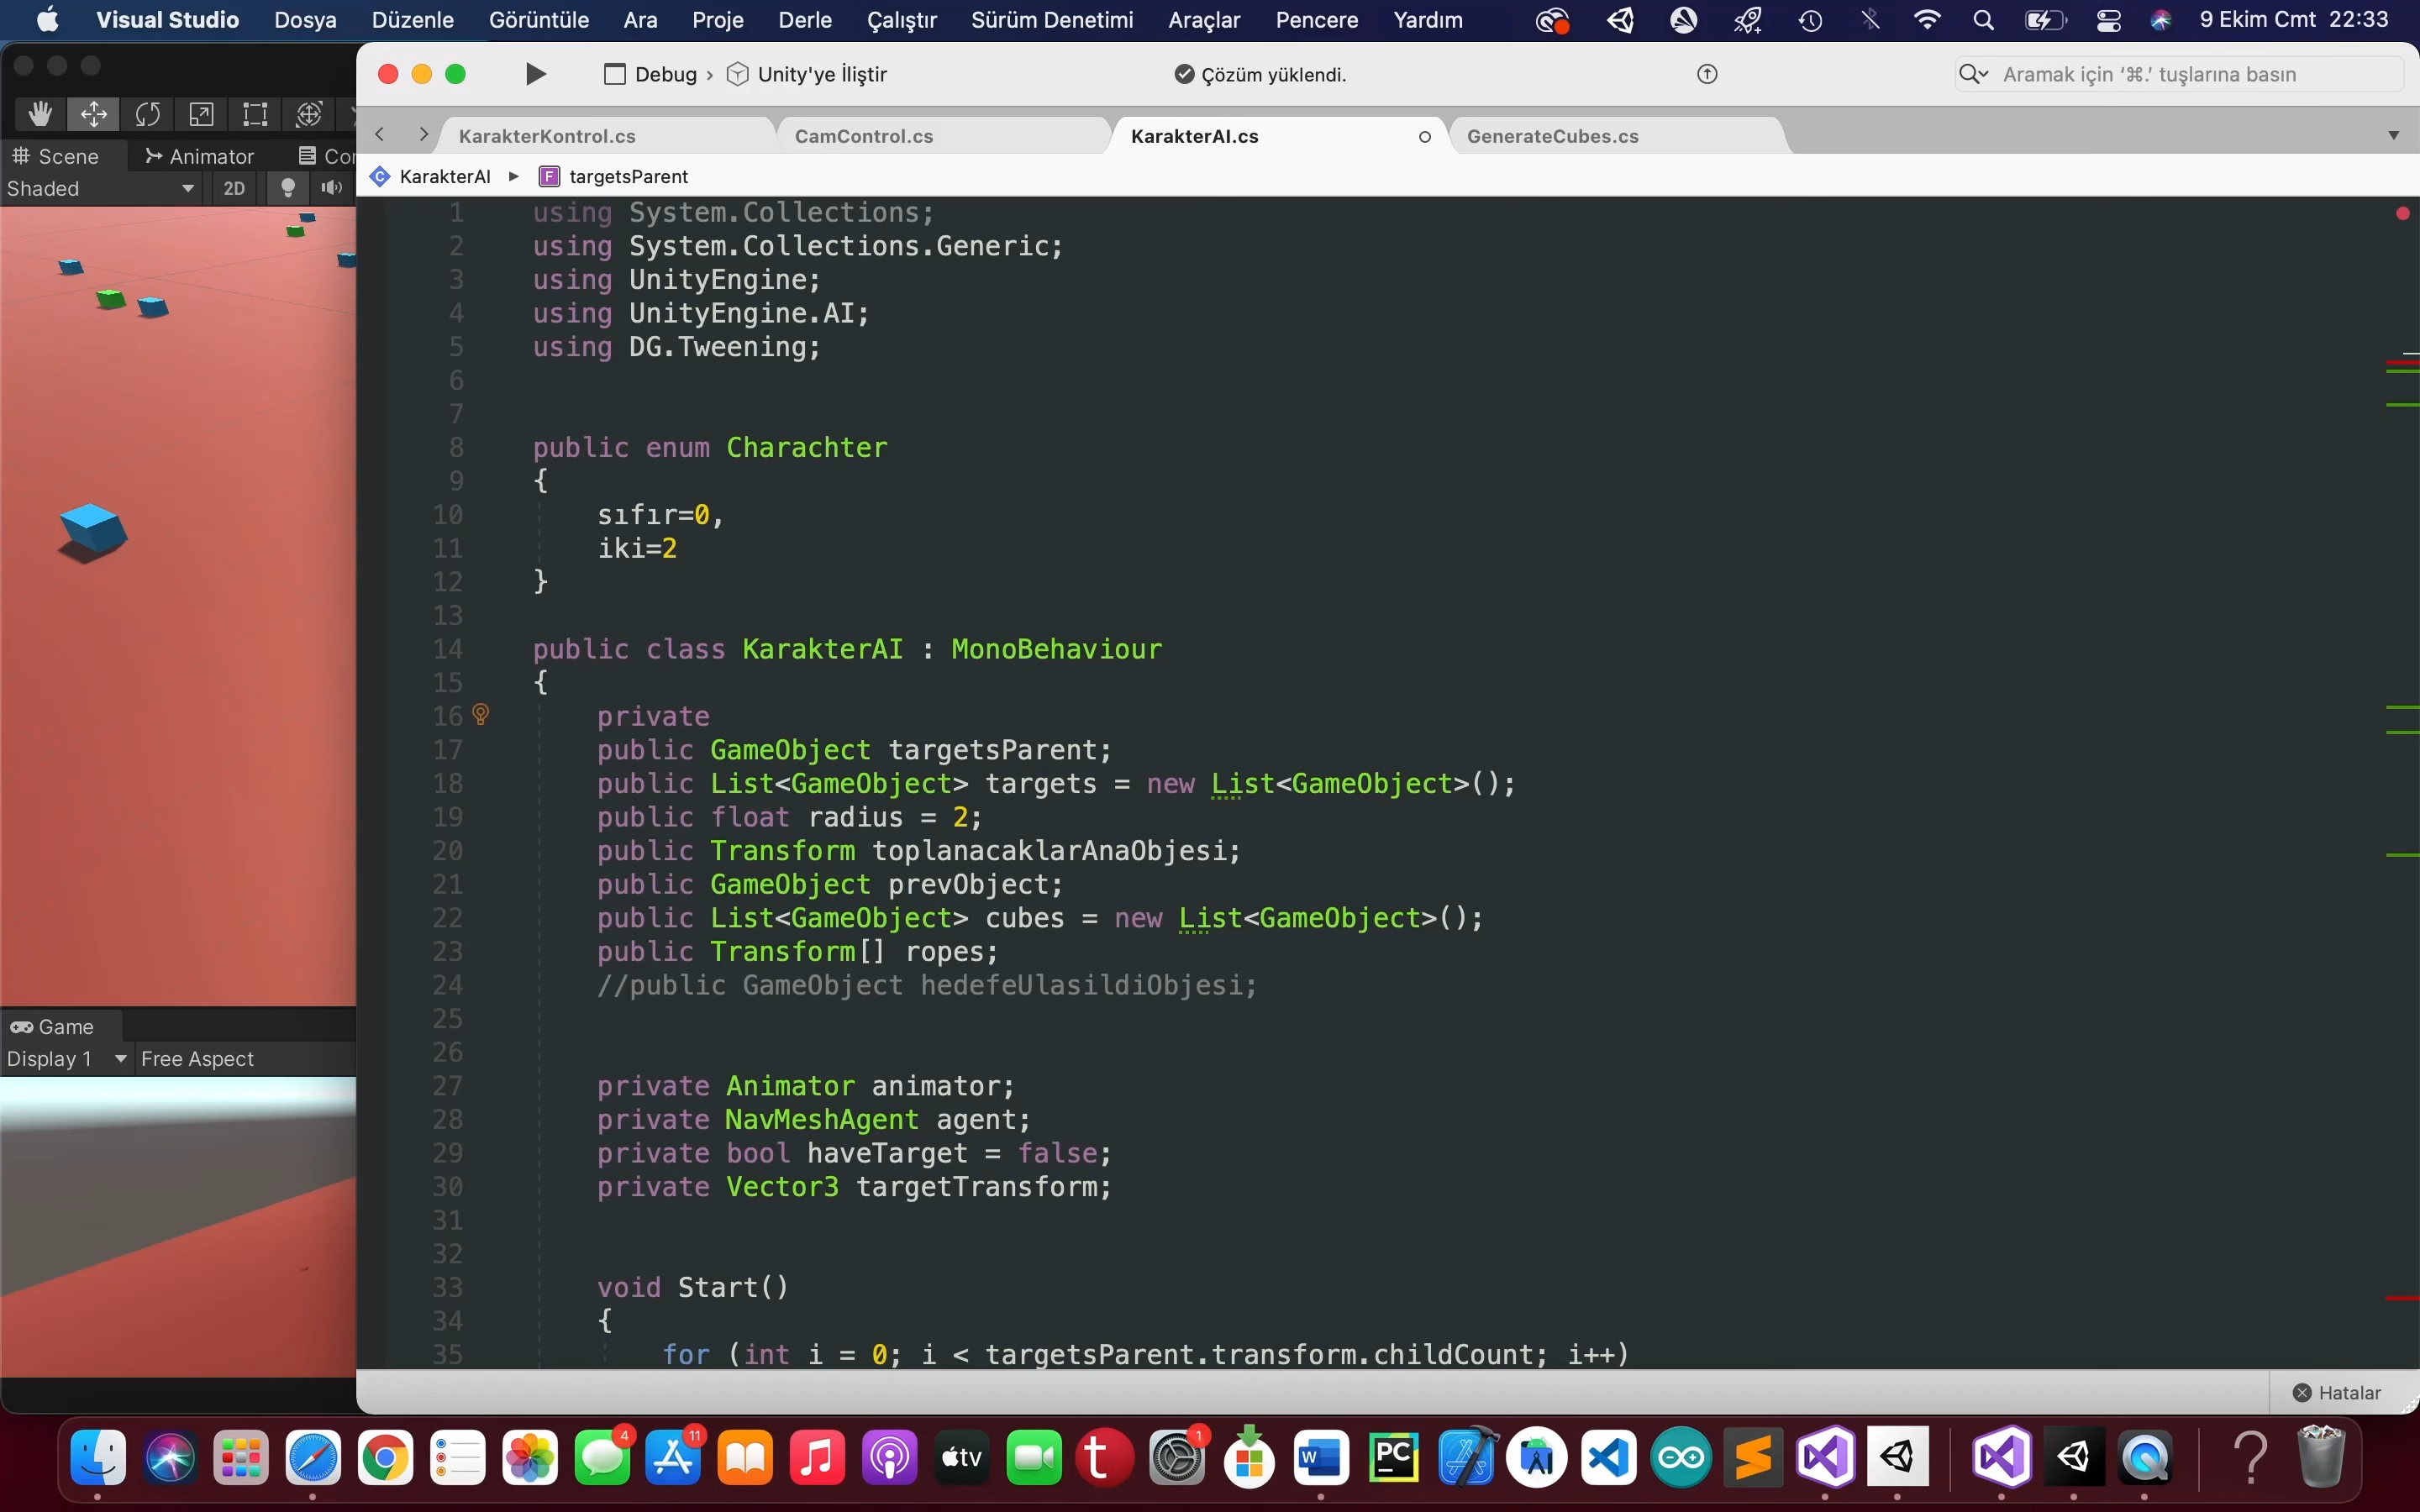 Visual Studio Dosya Düzenle Görüntüle Ara Proje Derle Çalıştır Sürüm Denetimi Araçlar Pencere Yardım 9 Ekim Cmt 22:33
Debug › Unity'ye İliştir Çözüm yüklendi. Aramak için ‘⌘.’ tuşlarına basın
KarakterKontrol.cs CamControl.cs KarakterAI.cs GenerateCubes.cs
Scene Animator Con
KarakterAI targetsParent
Shaded 2D
1 using System.Collections;
2 using System.Collections.Generic;
3 using UnityEngine;
4 using UnityEngine.AI;
5 using DG.Tweening;
6
7
8 public enum Charachter
9 {
10 sıfır=0,
11 iki=2
12 }
13
14 public class KarakterAI : MonoBehaviour
15 {
16 private
17 public GameObject targetsParent;
18 public List<GameObject> targets = new List<GameObject>();
19 public float radius = 2;
20 public Transform toplanacaklarAnaObjesi;
21 public GameObject prevObject;
22 public List<GameObject> cubes = new List<GameObject>();
23 public Transform[] ropes;
24 //public GameObject hedefeUlasildiObjesi;
25
26
27 private Animator animator;
28 private NavMeshAgent agent;
29 private bool haveTarget = false;
30 private Vector3 targetTransform;
31
32
33 void Start()
34 {
35 for (int i = 0; i < targetsParent.transform.childCount; i++)
Game
Display 1 Free Aspect
Hatalar
4 11 tv t 1 W PC